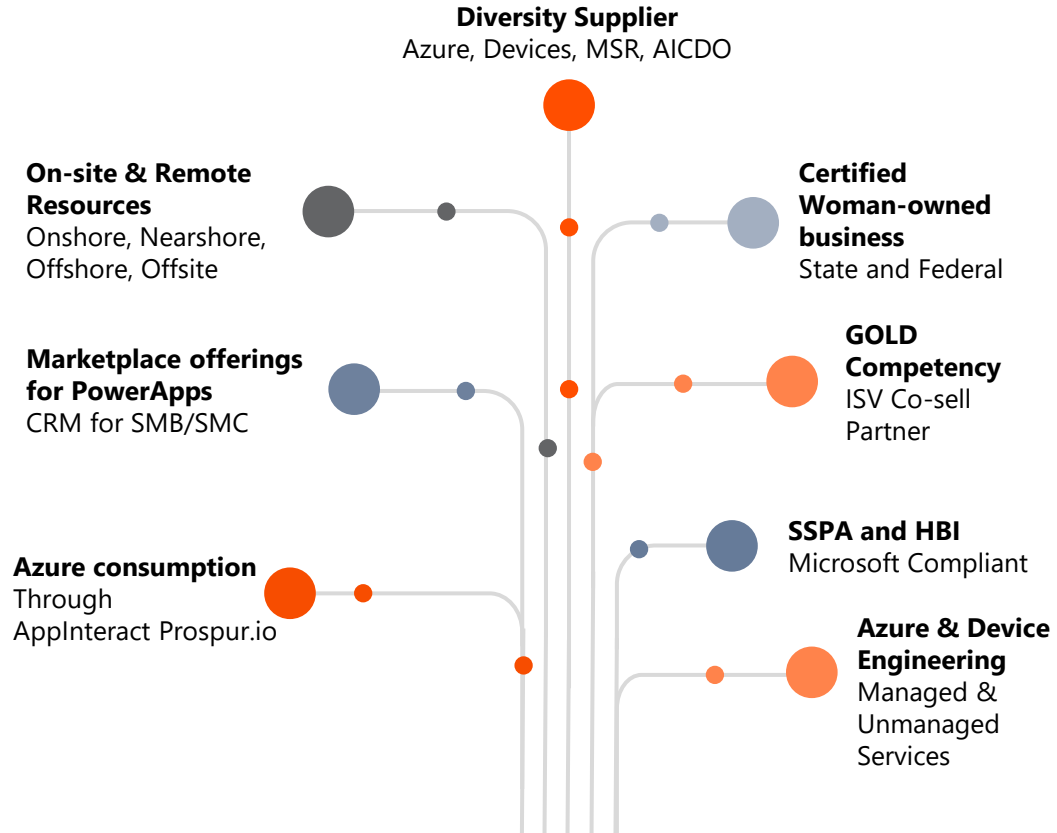 Diversity Supplier
Azure, Devices, MSR, AICDO
On-site & Remote
Resources
Onshore, Nearshore,
Offshore, Offsite
Certified
Woman-owned
business
State and Federal
Marketplace offerings
for PowerApps
CRM for SMB/SMC
GOLD
Competency
ISV Co-sell
Partner
Azure consumption
Through
AppInteract Prospur.io
SSPA and HBI
Microsoft Compliant
Azure & Device
Engineering
Managed &
Unmanaged
Services